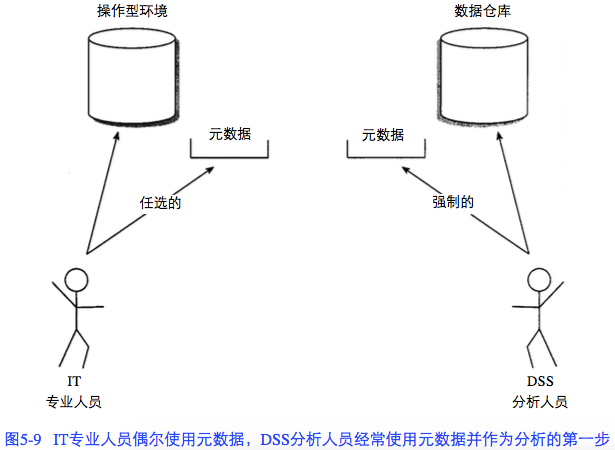 操作型环境
数据仓库
元数据
元数据
任选的
强制的
IT
专业人员
DSS
分析人员
图5-9 IT专业人员偶尔使用元数据，DSS分析人员经常使用元数据并作为分析的第一步